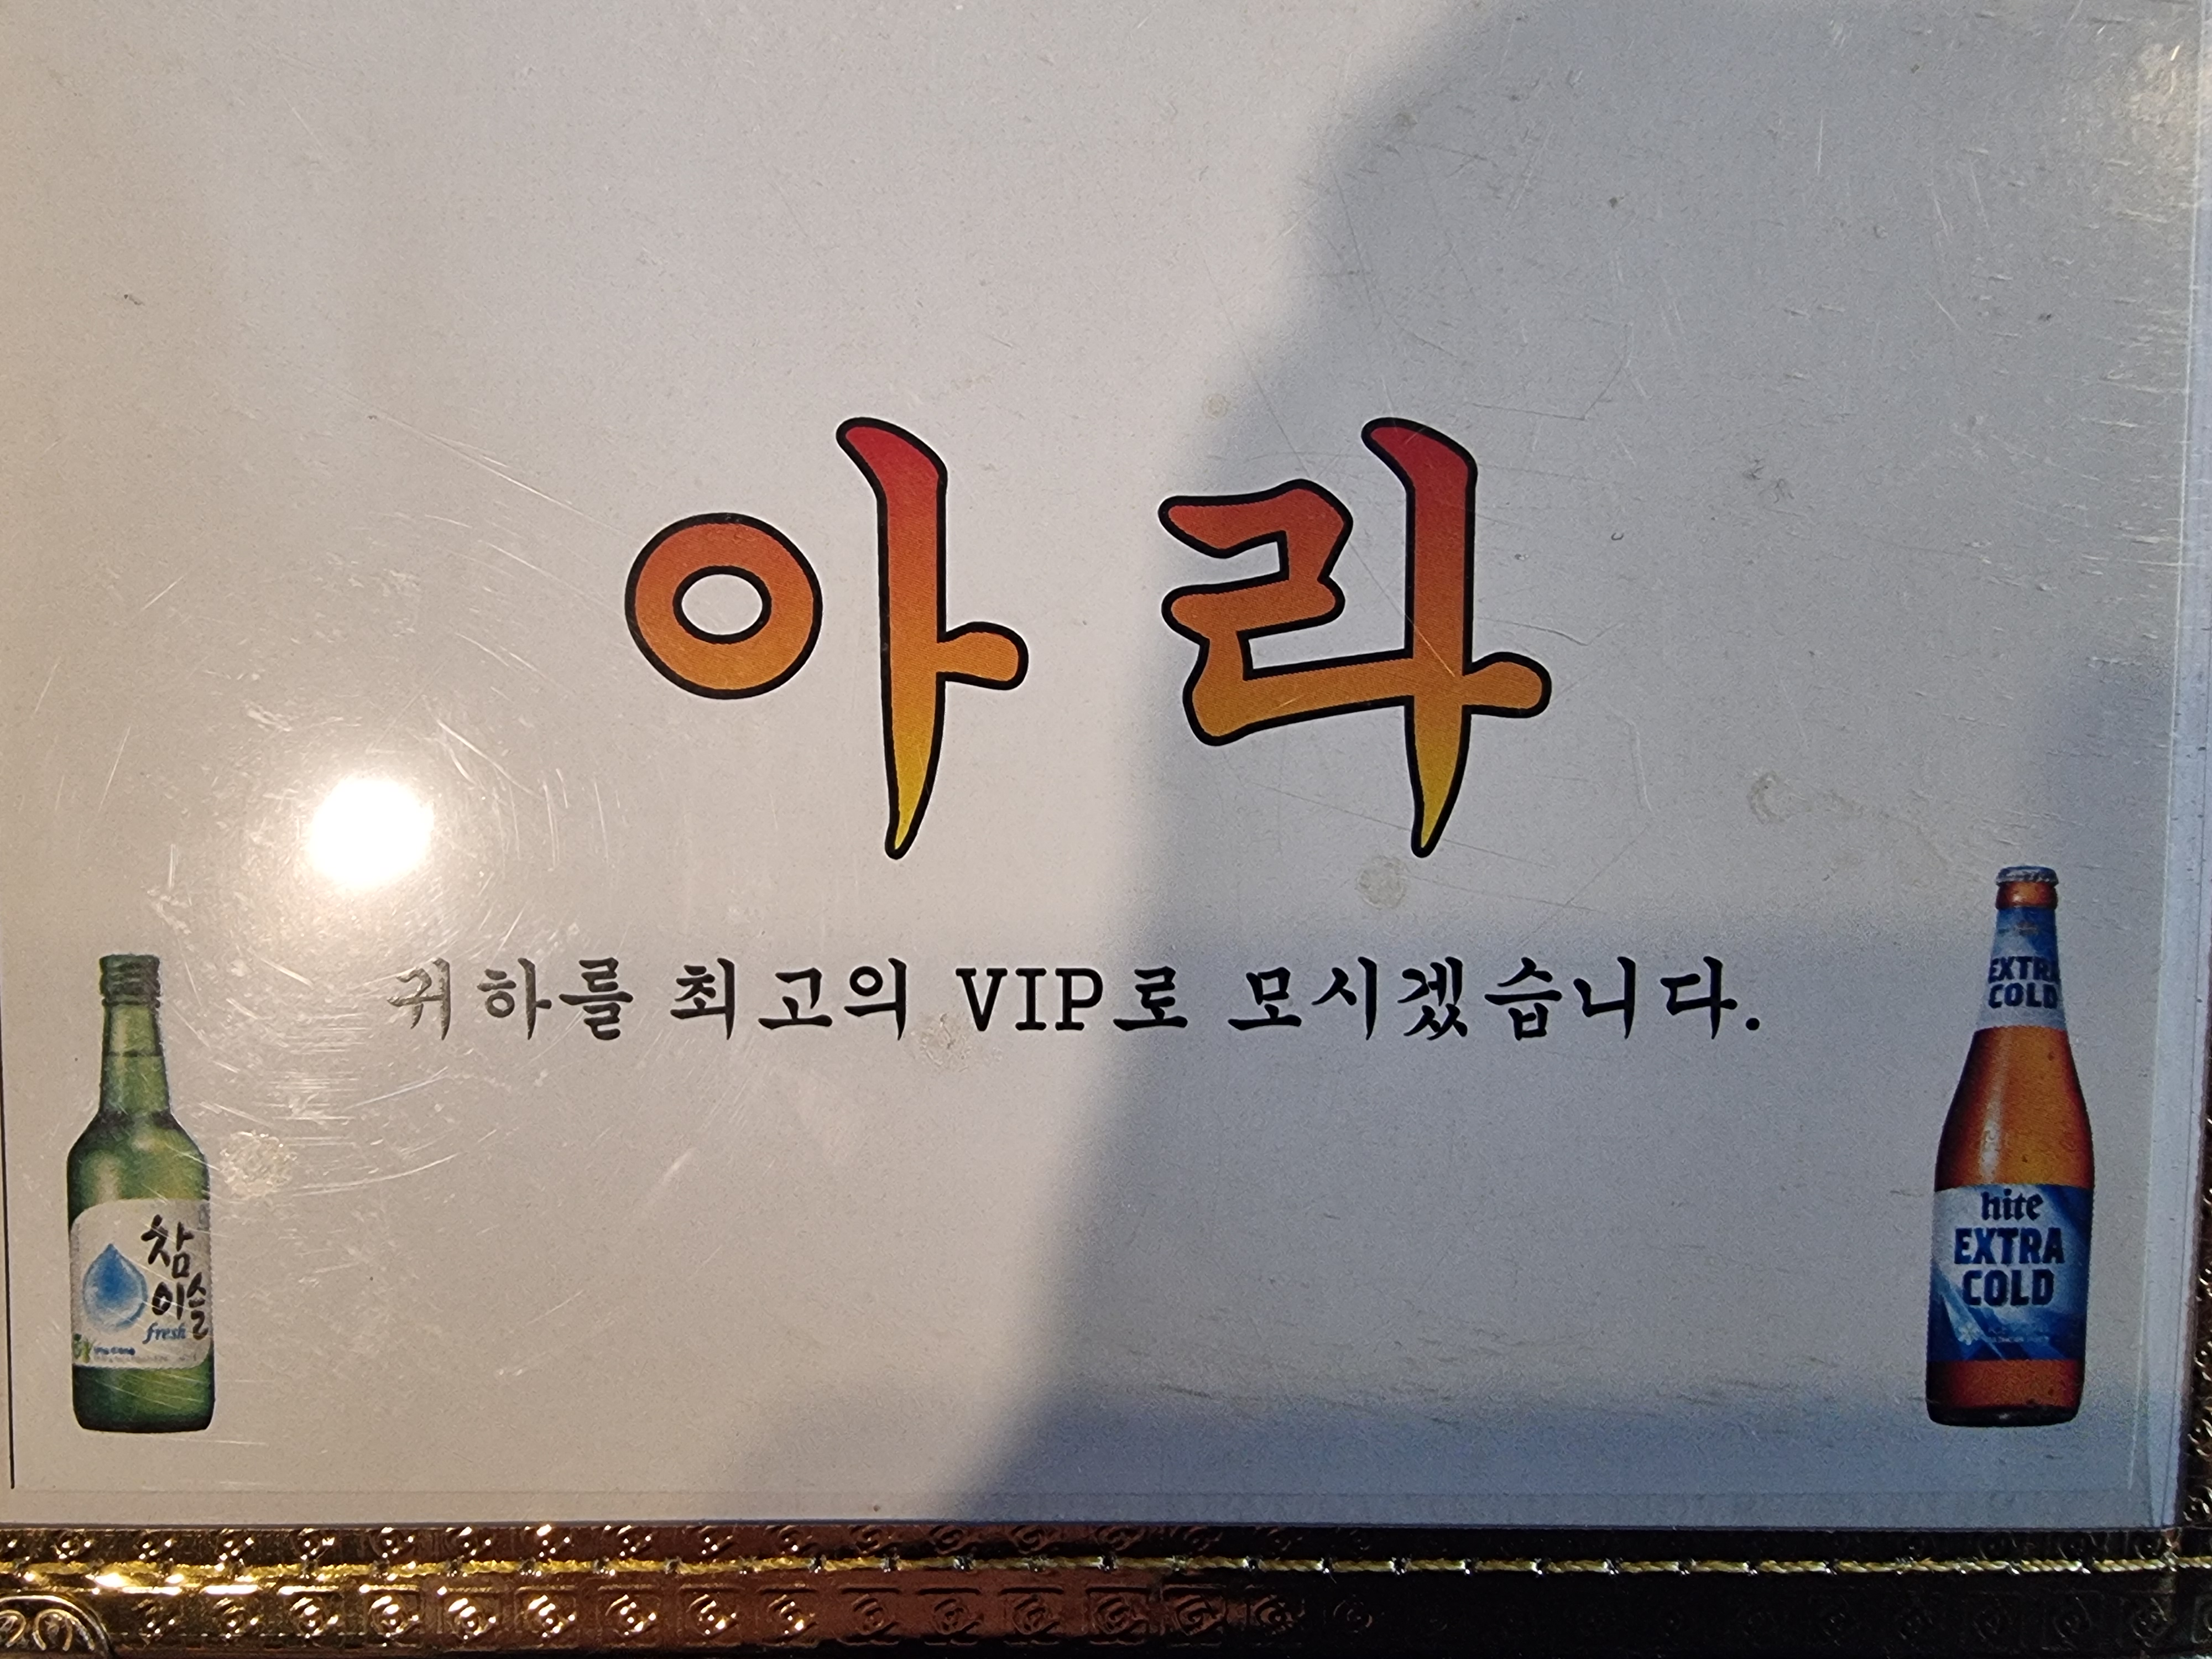 아 라
귀하를 최고의 VIP로 모시겠습니다.
참
이슬
fresh
EXTRA
COLD
hite
EXTRA
COLD